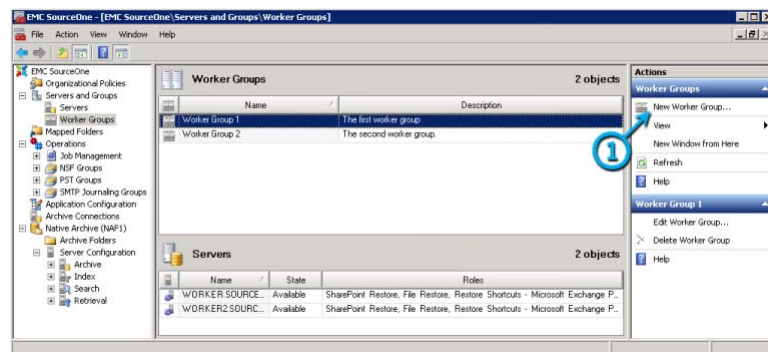 EMC SourceOne - [EMC SourceOne\Servers and Groups\Worker Groups]
File Action View Window Help
EMC SourceOne
Organizational Policies
Servers and Groups
Servers
Worker Groups
Mapped Folders
Operations
Job Management
NSF Groups
PST Groups
SMTP Journaling Groups
Application Configuration
Archive Connections
Native Archive (NAF1)
Archive Folders
Server Configuration
Archive
Index
Search
Retrieval
Worker Groups 2 objects
Name Description
Worker Group 1 The first worker group
Worker Group 2 The second worker group.
Servers 2 objects
Name State Roles
WORKER.SOURCE... Available SharePoint Restore, File Restore, Restore Shortcuts - Microsoft Exchange P...
WORKER2.SOURC... Available SharePoint Restore, File Restore, Restore Shortcuts - Microsoft Exchange P...
Actions
Worker Groups
New Worker Group...
View
New Window from Here
Refresh
Help
Worker Group 1
Edit Worker Group...
Delete Worker Group
Help
1